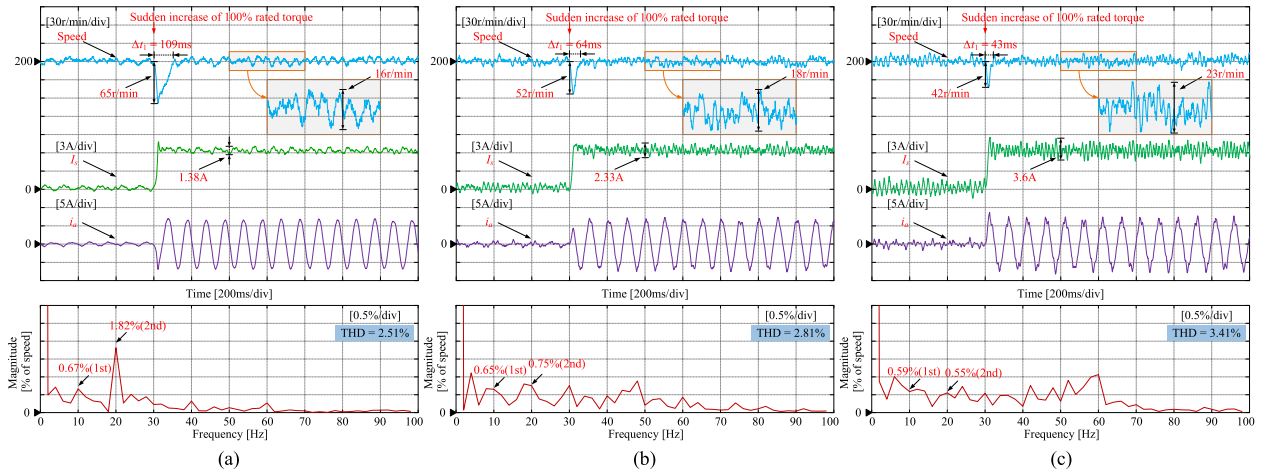 Sudden increase of 100% rated torque
[30r/min/div]
Speed
Δt₁ = 109ms
200
16r/min
65r/min
[3A/div]
Is
1.38A
0
[5A/div]
ia
0
Sudden increase of 100% rated torque
[30r/min/div]
Speed
Δt₁ = 64ms
200
18r/min
52r/min
[3A/div]
Is
2.33A
0
[5A/div]
ia
0
Sudden increase of 100% rated torque
[30r/min/div]
Speed
Δt₁ = 43ms
200
23r/min
42r/min
[3A/div]
Is
3.6A
0
[5A/div]
ia
0
Time [200ms/div]
Time [200ms/div]
Time [200ms/div]
[0.5%/div]
1.82%(2nd)
THD = 2.51%
0.67%(1st)
Magnitude
[% of speed]
0
0 10 20 30 40 50 60 70 80 90 100
Frequency [Hz]
(a)
[0.5%/div]
THD = 2.81%
0.65%(1st)
0.75%(2nd)
Magnitude
[% of speed]
0
0 10 20 30 40 50 60 70 80 90 100
Frequency [Hz]
(b)
[0.5%/div]
THD = 3.41%
0.59%(1st)
0.55%(2nd)
Magnitude
[% of speed]
0
0 10 20 30 40 50 60 70 80 90 100
Frequency [Hz]
(c)